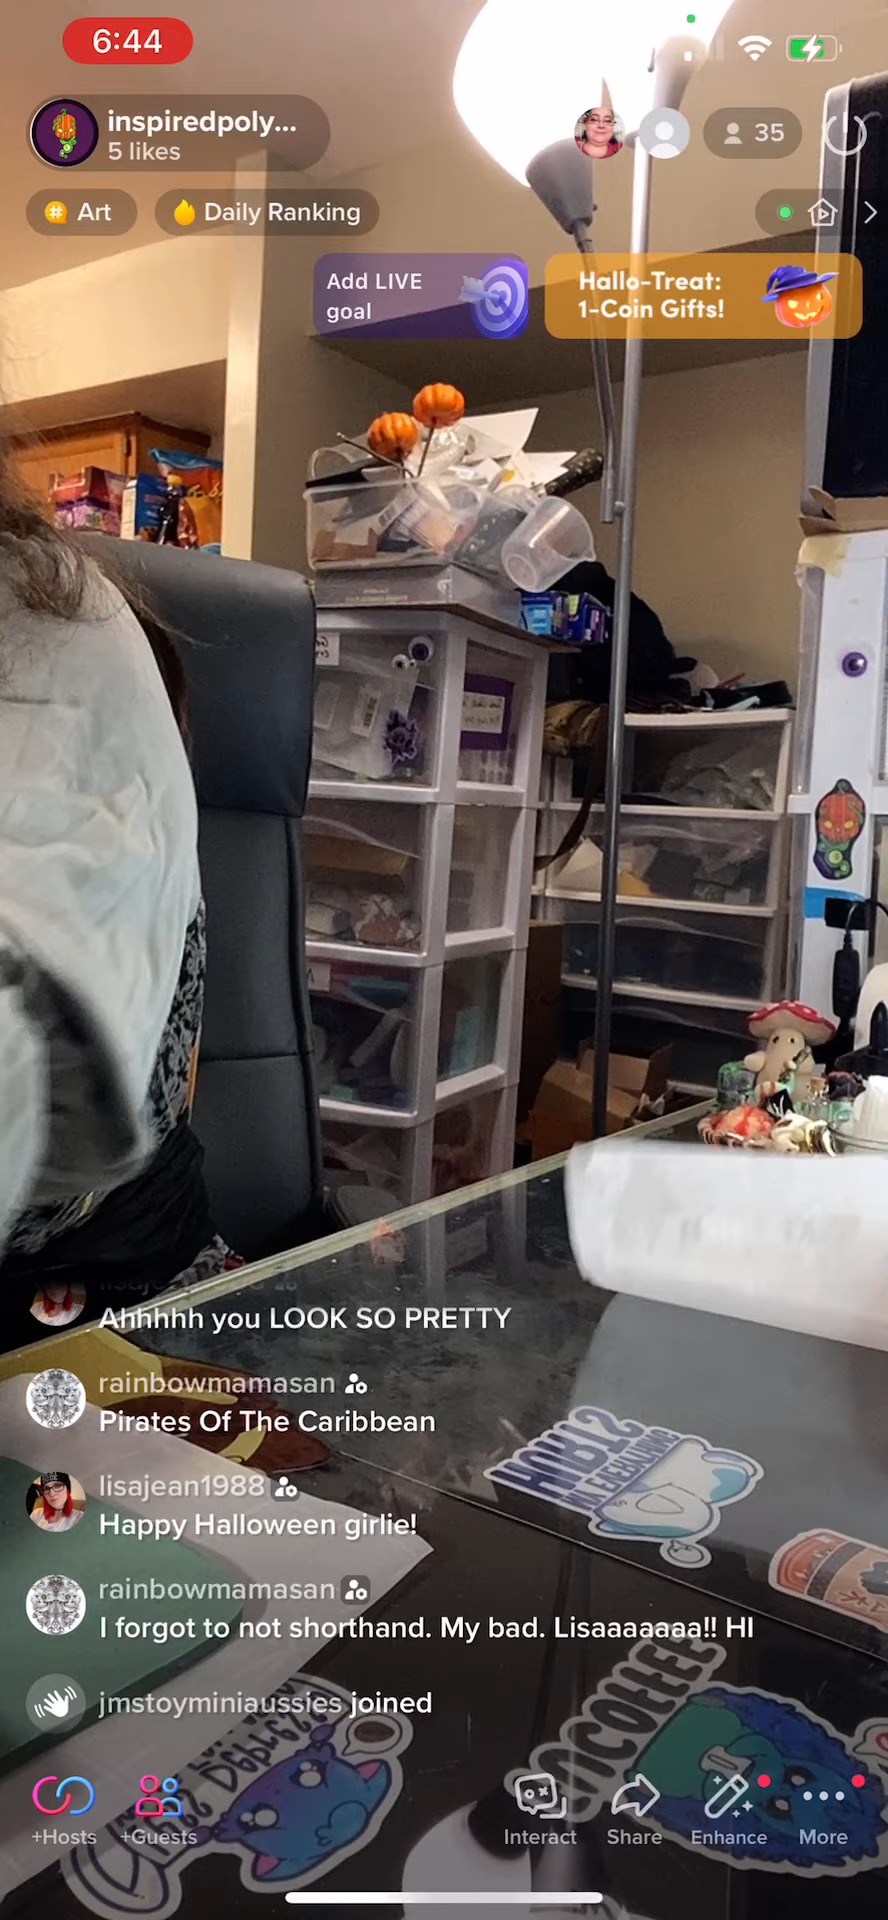 6:44
inspiredpoly...
5 likes
35
Art
Daily Ranking
Add LIVE
goal
Hallo-Treat:
1-Coin Gifts!
Ahhhhh you LOOK SO PRETTY
rainbowmamasan
Pirates Of The Caribbean
lisajean1988
Happy Halloween girlie!
rainbowmamasan
I forgot to not shorthand. My bad. Lisaaaaaaa!! HI
jmstoyminiaussies joined
+Hosts
+Guests
Interact
Share
Enhance
More